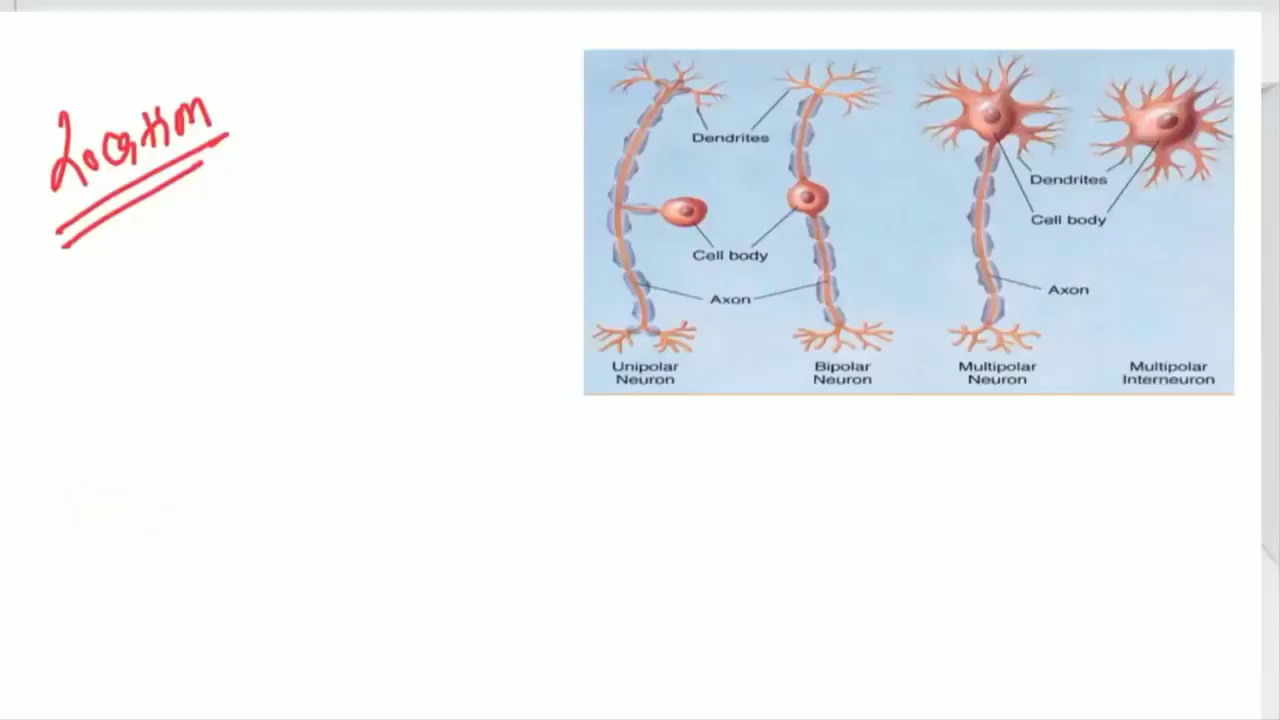 Location
Dendrites
Dendrites
Cell body
Cell body
Axon
Axon
Unipolar
Neuron
Bipolar
Neuron
Multipolar
Neuron
Multipolar
Interneuron